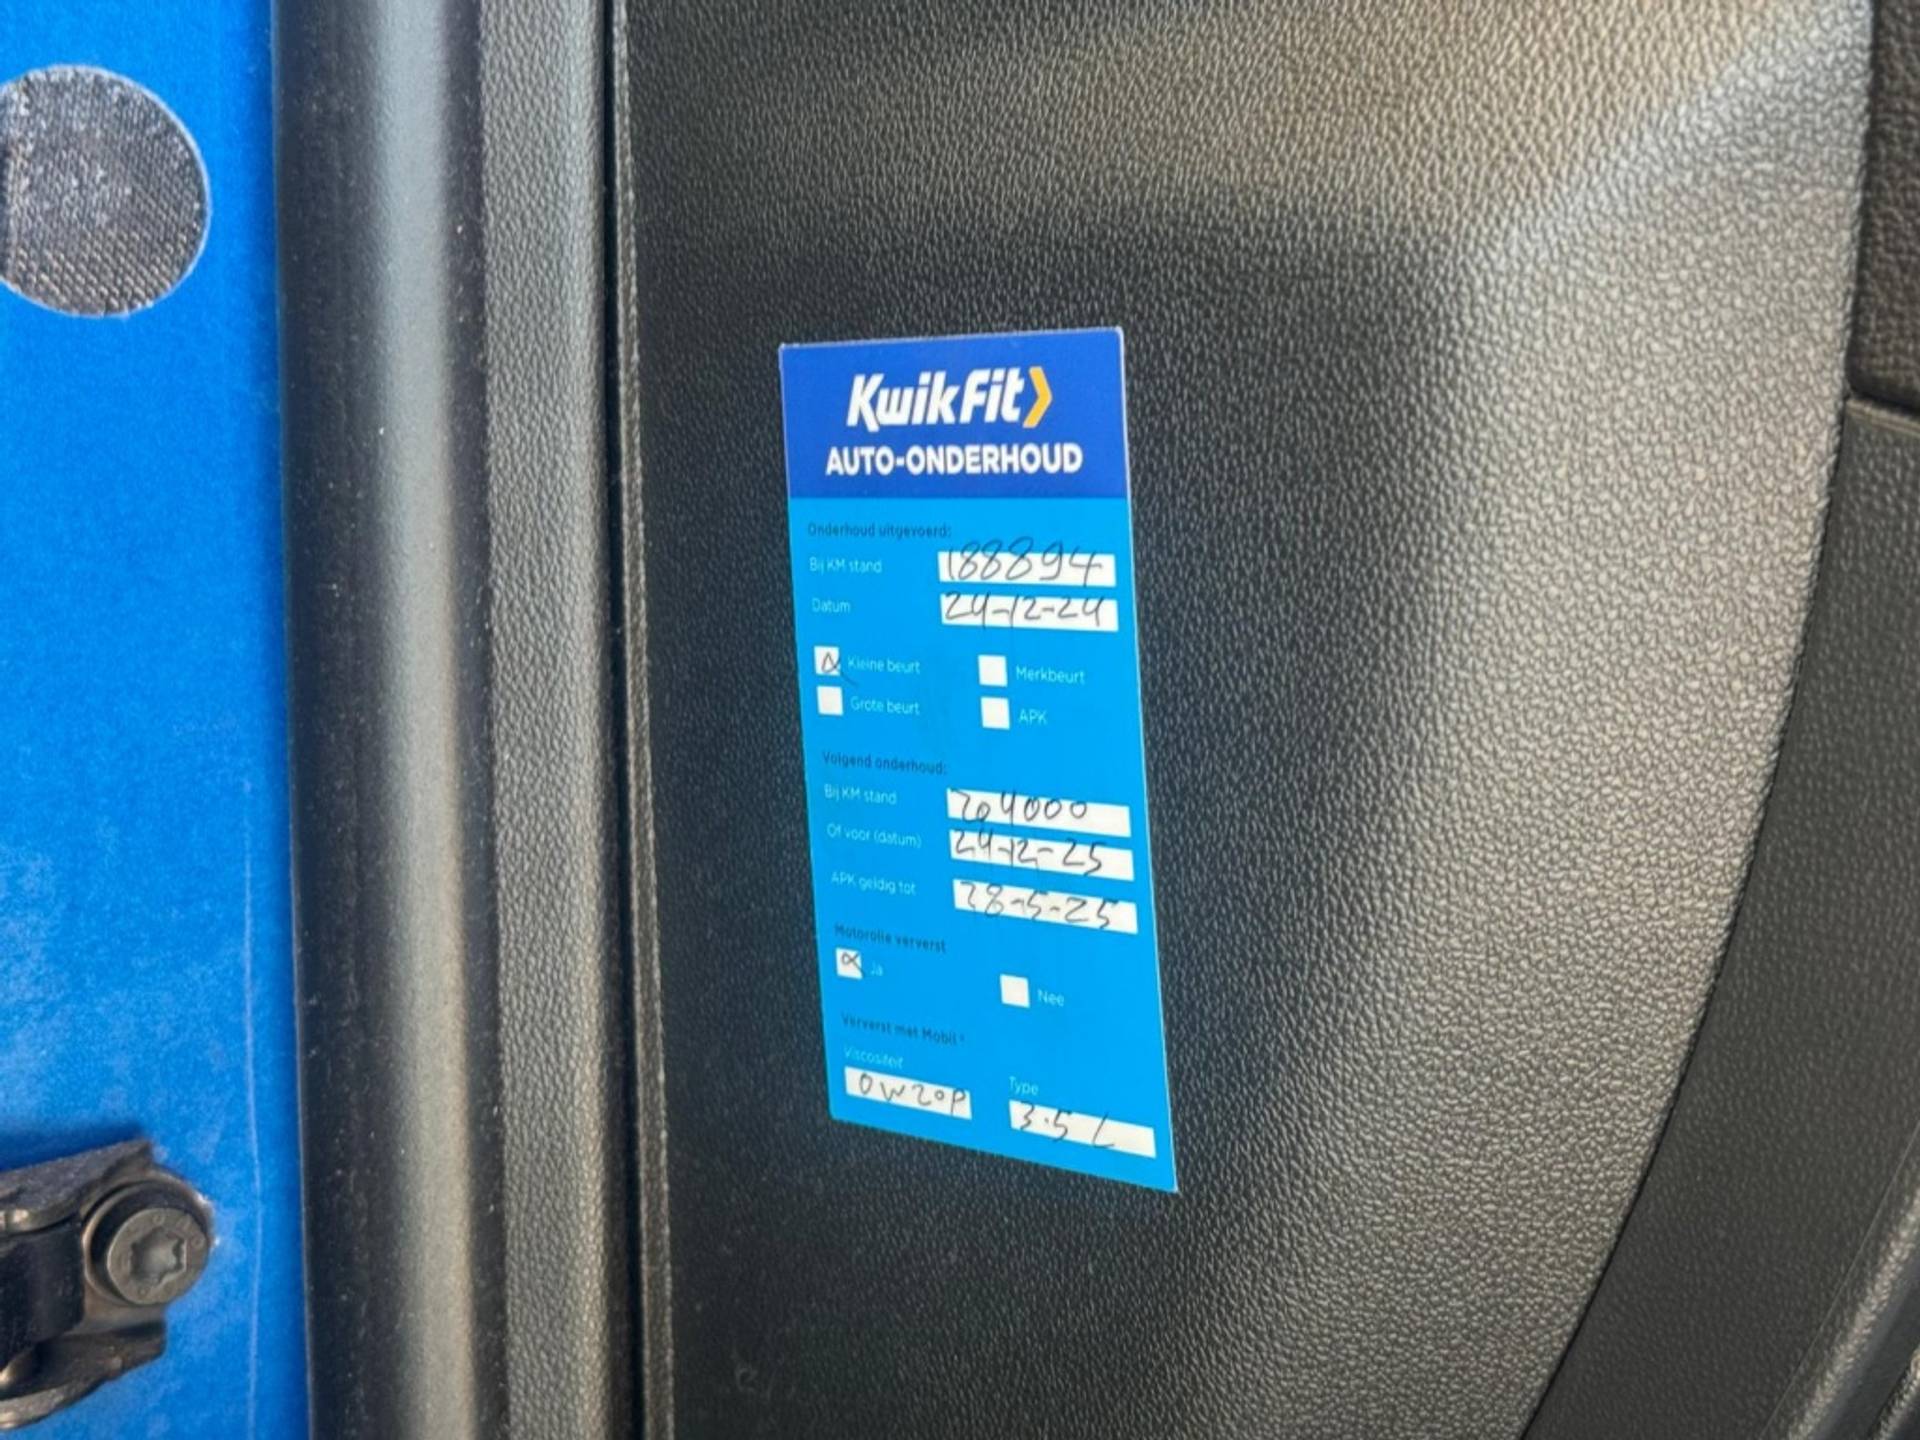 KwikFit
AUTO-ONDERHOUD
Onderhoud uitgevoerd:
Bij KM stand 188894
Datum 24-12-24
Kleine beurt Merkbeurt
Grote beurt APK
Volgend onderhoud:
Bij KM stand 204000
Of voor (datum) 24-12-25
APK geldig tot 28-5-25
Motorolie ververst
Ja Nee
Ververst met Mobil
Viscositeit Type
0W20P 3.5 L